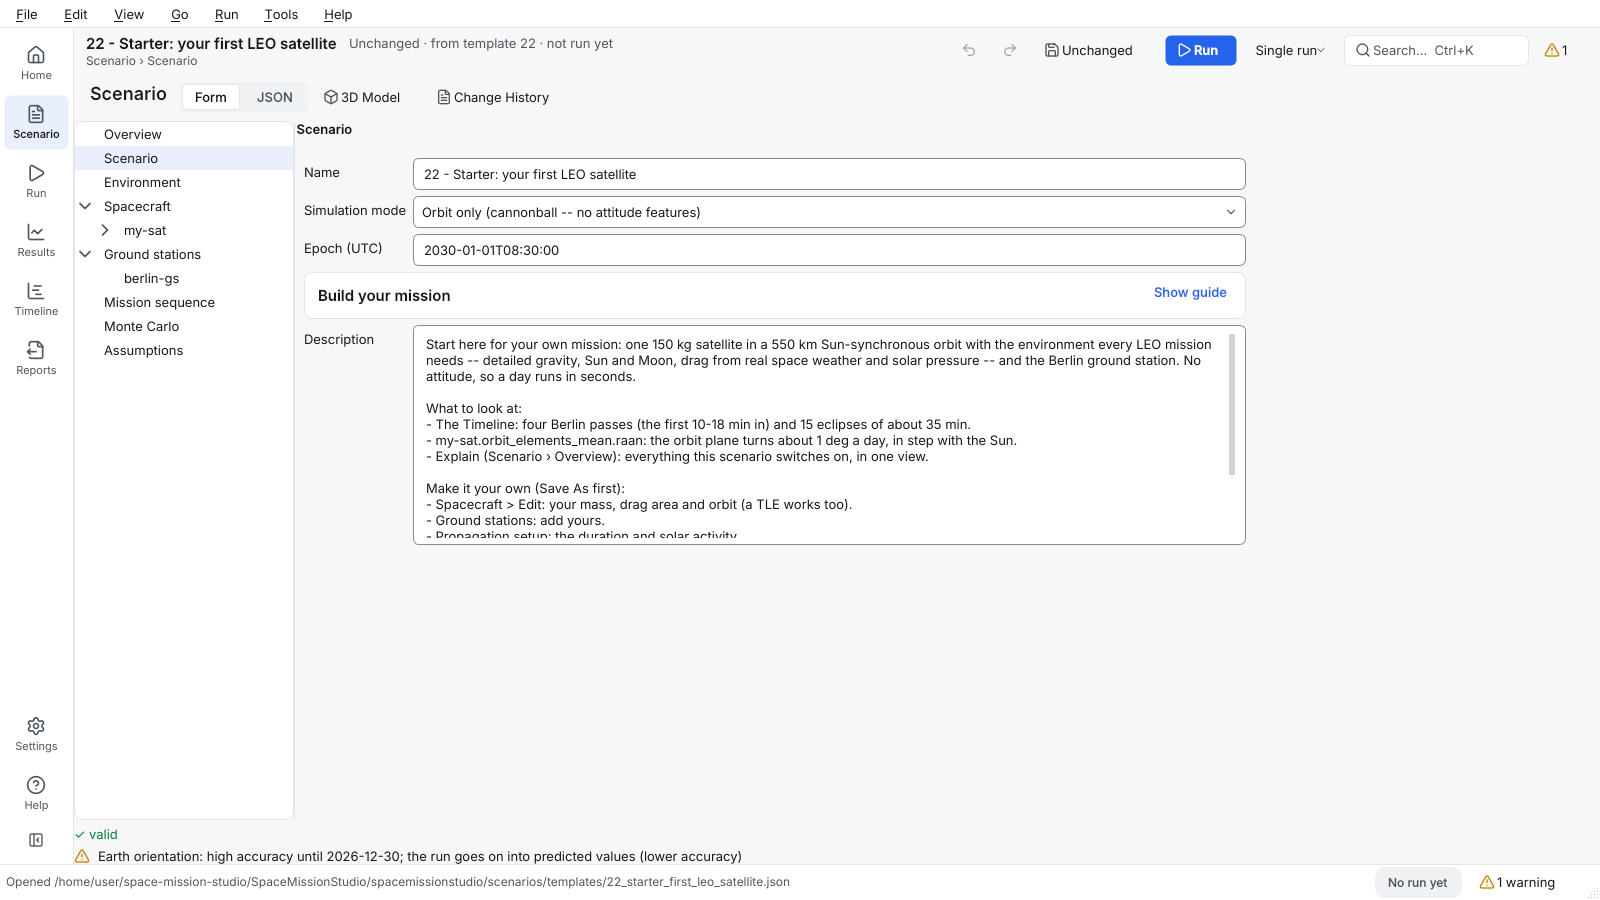 File Edit View Go Run Tools Help
22 - Starter: your first LEO satellite Unchanged · from template 22 · not run yet
Scenario › Scenario
Unchanged Run Single run Search... Ctrl+K 1
Home
Scenario
Run
Results
Timeline
Reports
Settings
Help
Scenario Form JSON 3D Model Change History
Overview
Scenario
Environment
Spacecraft
my-sat
Ground stations
berlin-gs
Mission sequence
Monte Carlo
Assumptions
Scenario
Name 22 - Starter: your first LEO satellite
Simulation mode Orbit only (cannonball -- no attitude features)
Epoch (UTC) 2030-01-01T08:30:00
Build your mission Show guide
Description
Start here for your own mission: one 150 kg satellite in a 550 km Sun-synchronous orbit with the environment every LEO mission
needs -- detailed gravity, Sun and Moon, drag from real space weather and solar pressure -- and the Berlin ground station. No
attitude, so a day runs in seconds.
What to look at:
- The Timeline: four Berlin passes (the first 10-18 min in) and 15 eclipses of about 35 min.
- my-sat.orbit_elements_mean.raan: the orbit plane turns about 1 deg a day, in step with the Sun.
- Explain (Scenario › Overview): everything this scenario switches on, in one view.
Make it your own (Save As first):
- Spacecraft > Edit: your mass, drag area and orbit (a TLE works too).
- Ground stations: add yours.
- Propagation setup: the duration and solar activity.
✓ valid
Earth orientation: high accuracy until 2026-12-30; the run goes on into predicted values (lower accuracy)
Opened /home/user/space-mission-studio/SpaceMissionStudio/spacemissionstudio/scenarios/templates/22_starter_first_leo_satellite.json
No run yet 1 warning